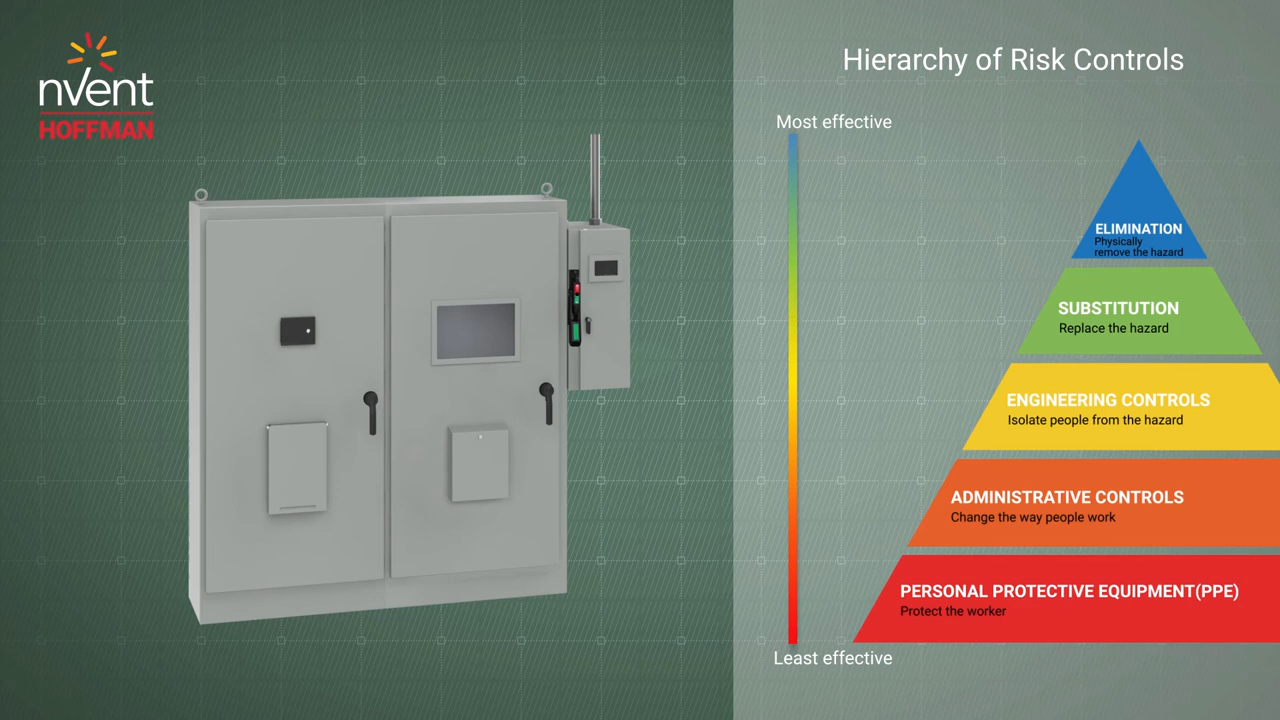 nVent
HOFFMAN
Hierarchy of Risk Controls
Most effective
ELIMINATION
Physically
remove the hazard
SUBSTITUTION
Replace the hazard
ENGINEERING CONTROLS
Isolate people from the hazard
ADMINISTRATIVE CONTROLS
Change the way people work
PERSONAL PROTECTIVE EQUIPMENT(PPE)
Protect the worker
Least effective